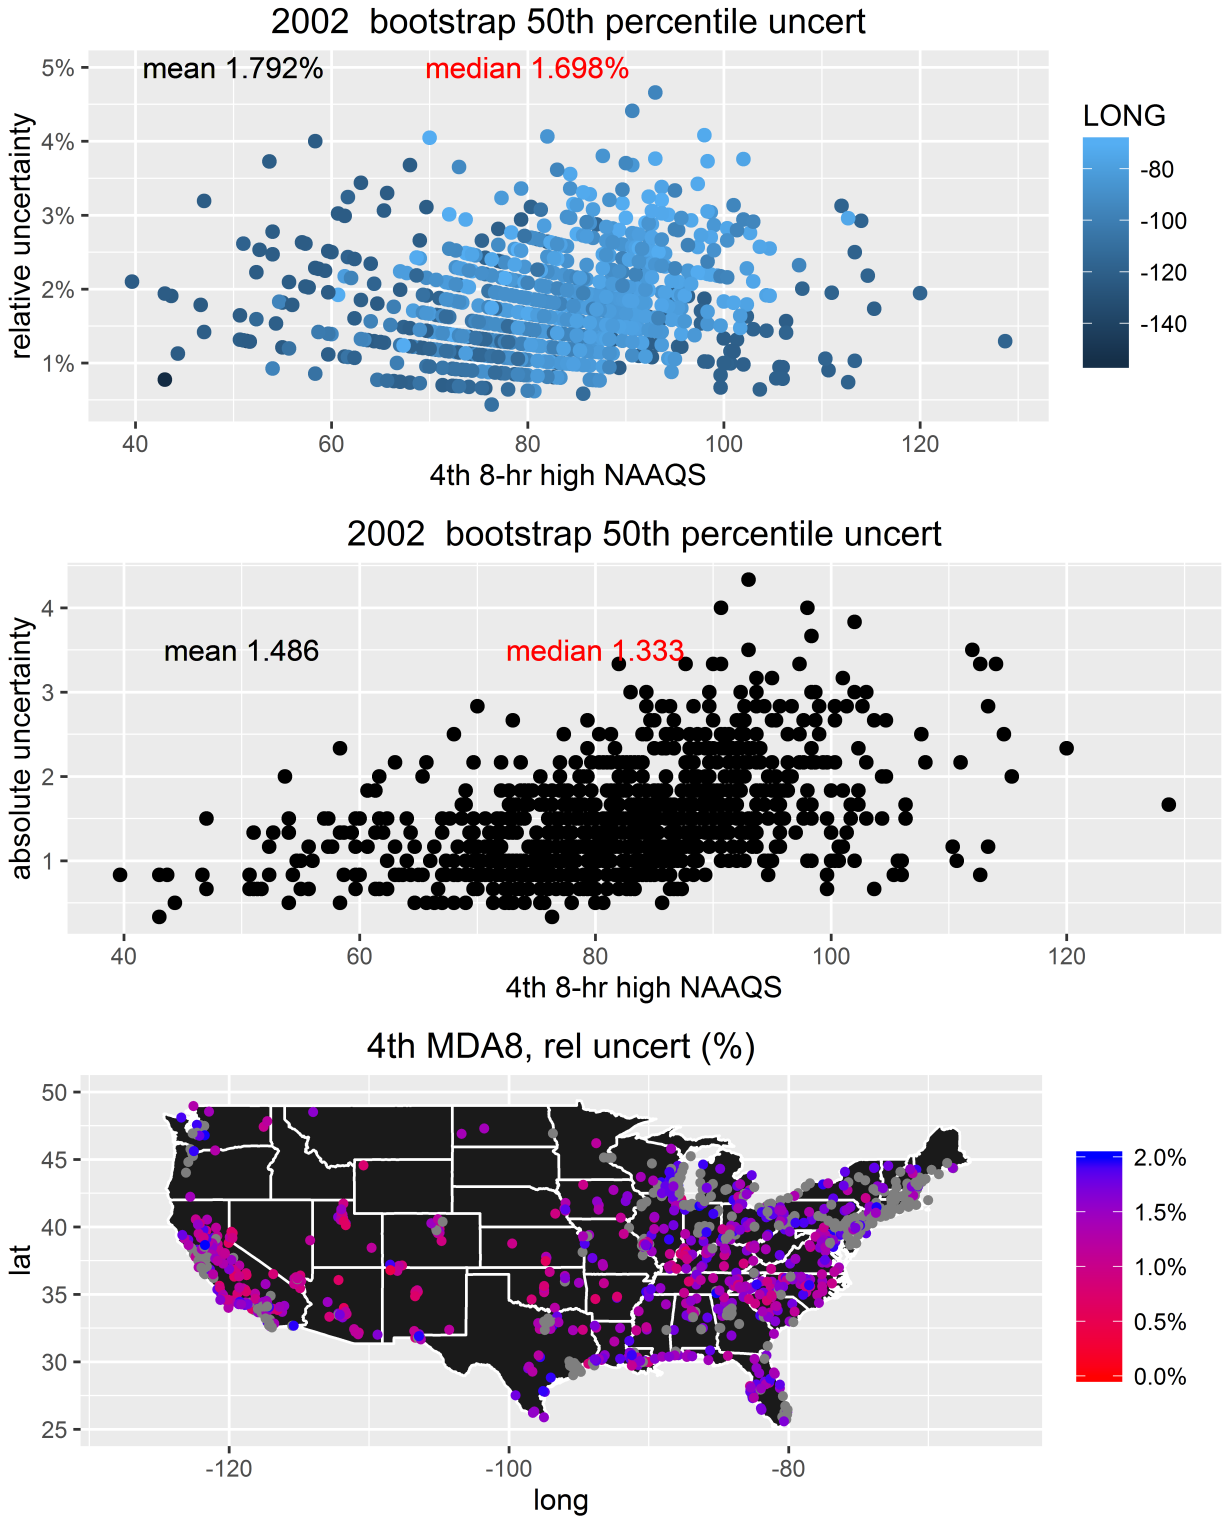 2002  bootstrap 50th percentile uncert
mean 1.792%
median 1.698%
5%
4%
3%
2%
1%
relative uncertainty
40
60
80
100
120
4th 8-hr high NAAQS
LONG
-80
-100
-120
-140
2002  bootstrap 50th percentile uncert
mean 1.486
median 1.333
4
3
2
1
absolute uncertainty
40
60
80
100
120
4th 8-hr high NAAQS
4th MDA8, rel uncert (%)
50
45
40
35
30
25
lat
-120
-100
-80
long
2.0%
1.5%
1.0%
0.5%
0.0%